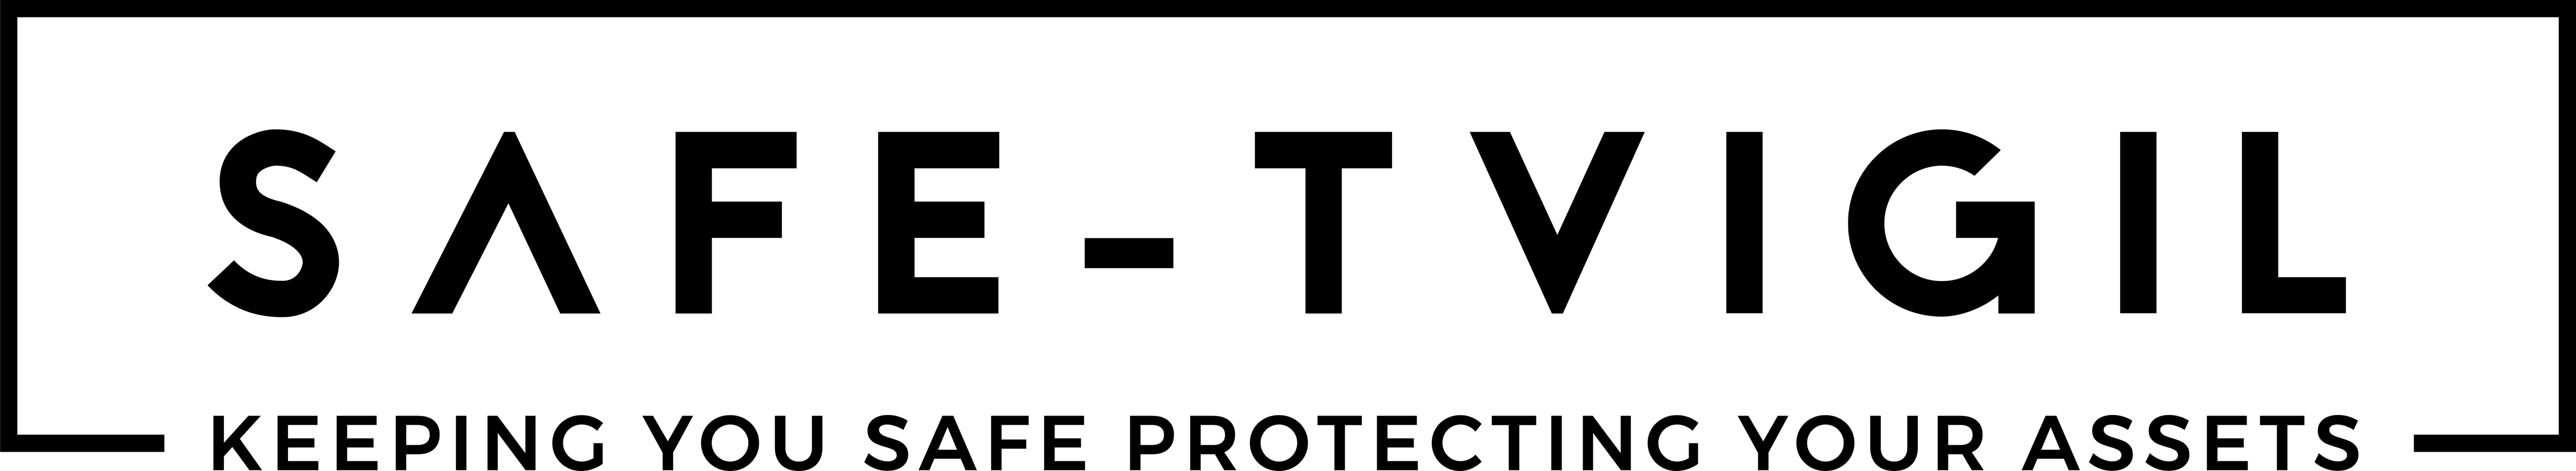 SAFE-TVIGIL
KEEPING YOU SAFE PROTECTING YOUR ASSETS